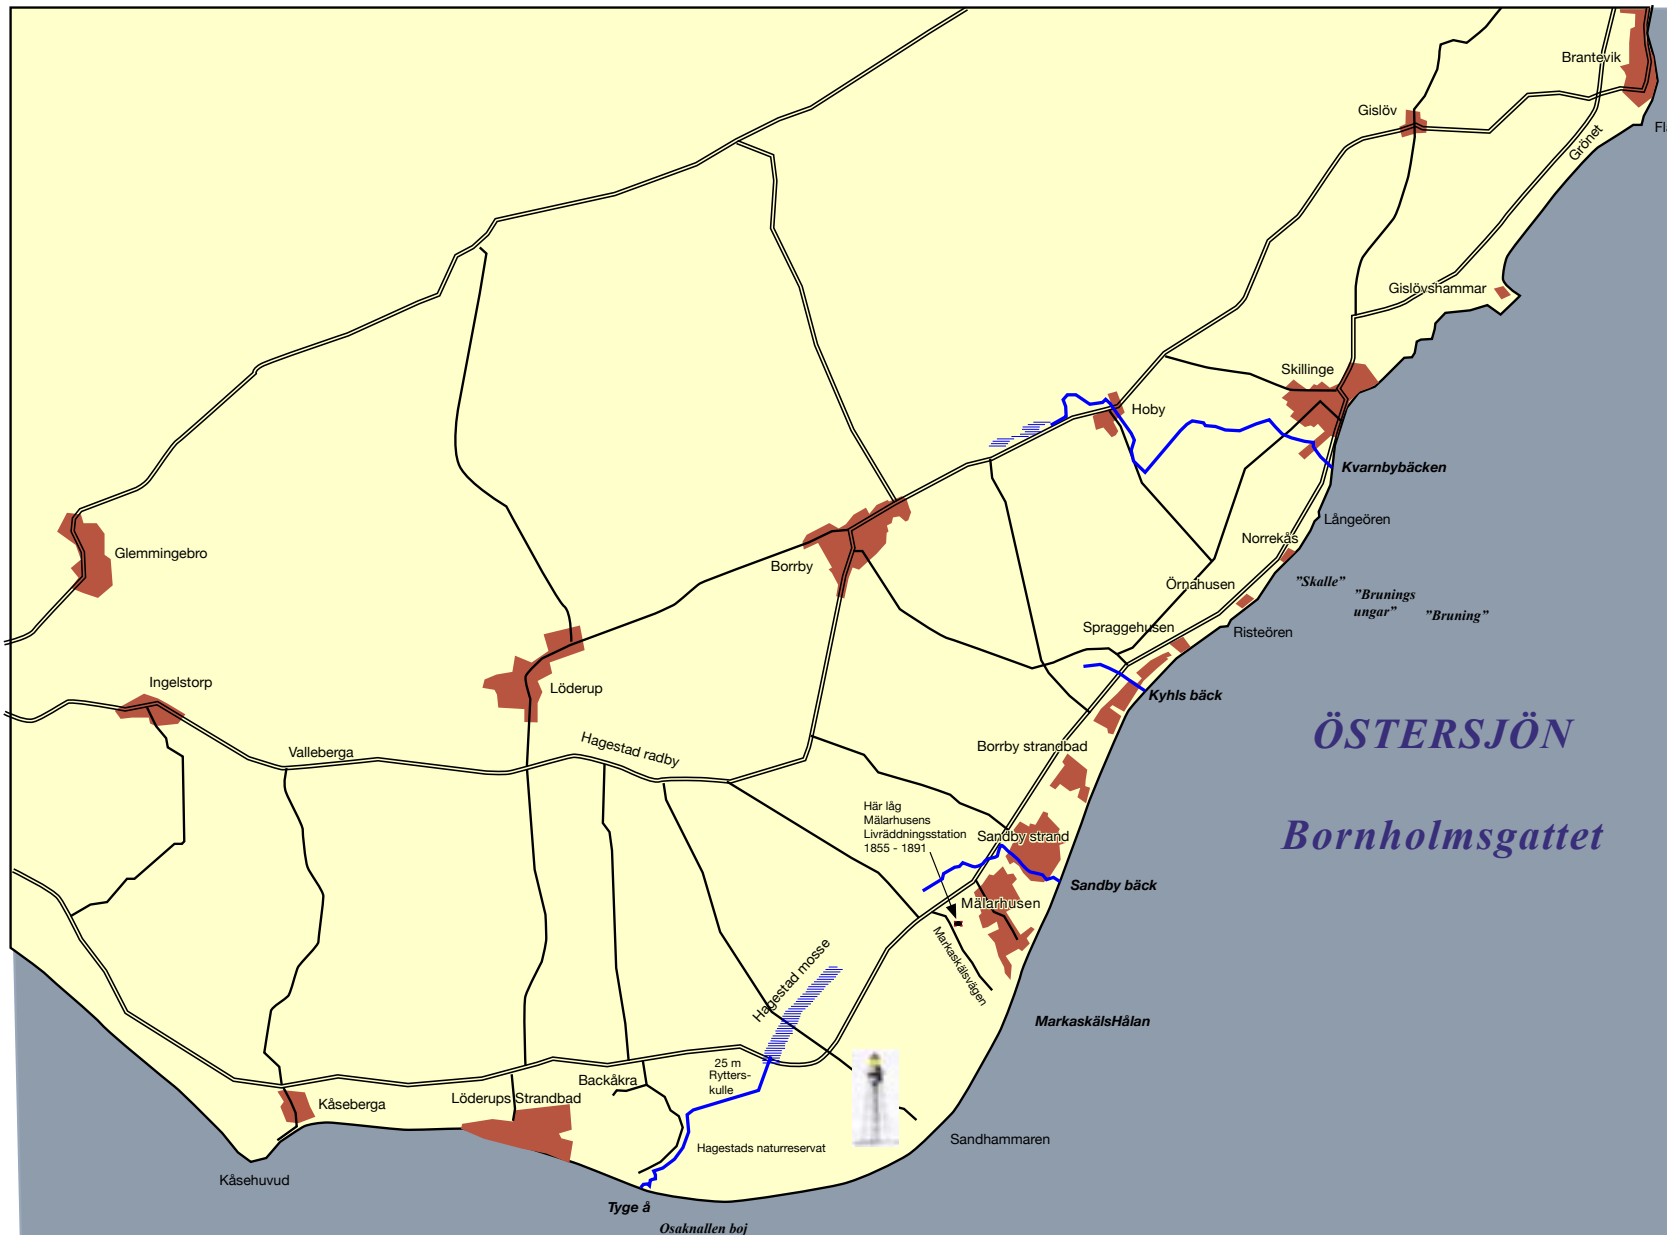 Brantevik
Gislöv
Grönet
Gislövshammar
Skillinge
Hoby
Kvarnbybäcken
Långeören
Norrekås
Glemmingebro
Borrby
Örnahusen
"Skalle"
"Brunings
ungar"
"Bruning"
Spraggehusen
Risteören
Ingelstorp
Löderup
Kyhls bäck
ÖSTERSJÖN
Valleberga
Hagestad radby
Borrby strandbad
Här låg
Mälarhusens
Livräddningsstation
1855 - 1891
Sandby strand
Bornholmsgattet
Sandby bäck
Mälarhusen
Markaskälsvägen
Hagestad mosse
MarkaskälsHålan
25 m
Rytters-
kulle
Backåkra
Löderups Strandbad
Kåseberga
Sandhammaren
Hagestads naturreservat
Kåsehuvud
Tyge å
Osaknallen boj